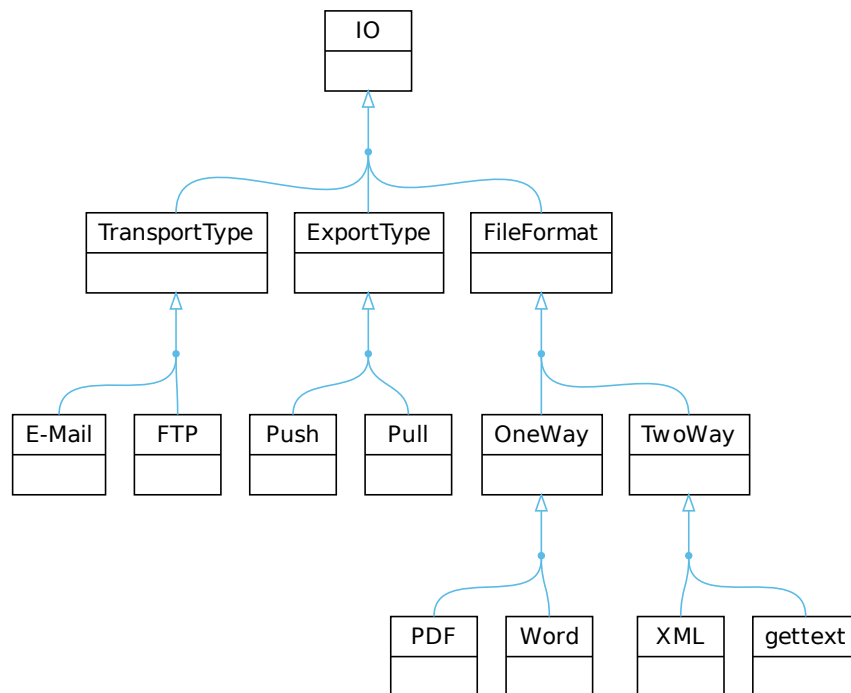 IO
TransportType
ExportType
FileFormat
E-Mail
FTP
Push
Pull
OneWay
TwoWay
PDF
Word
XML
gettext